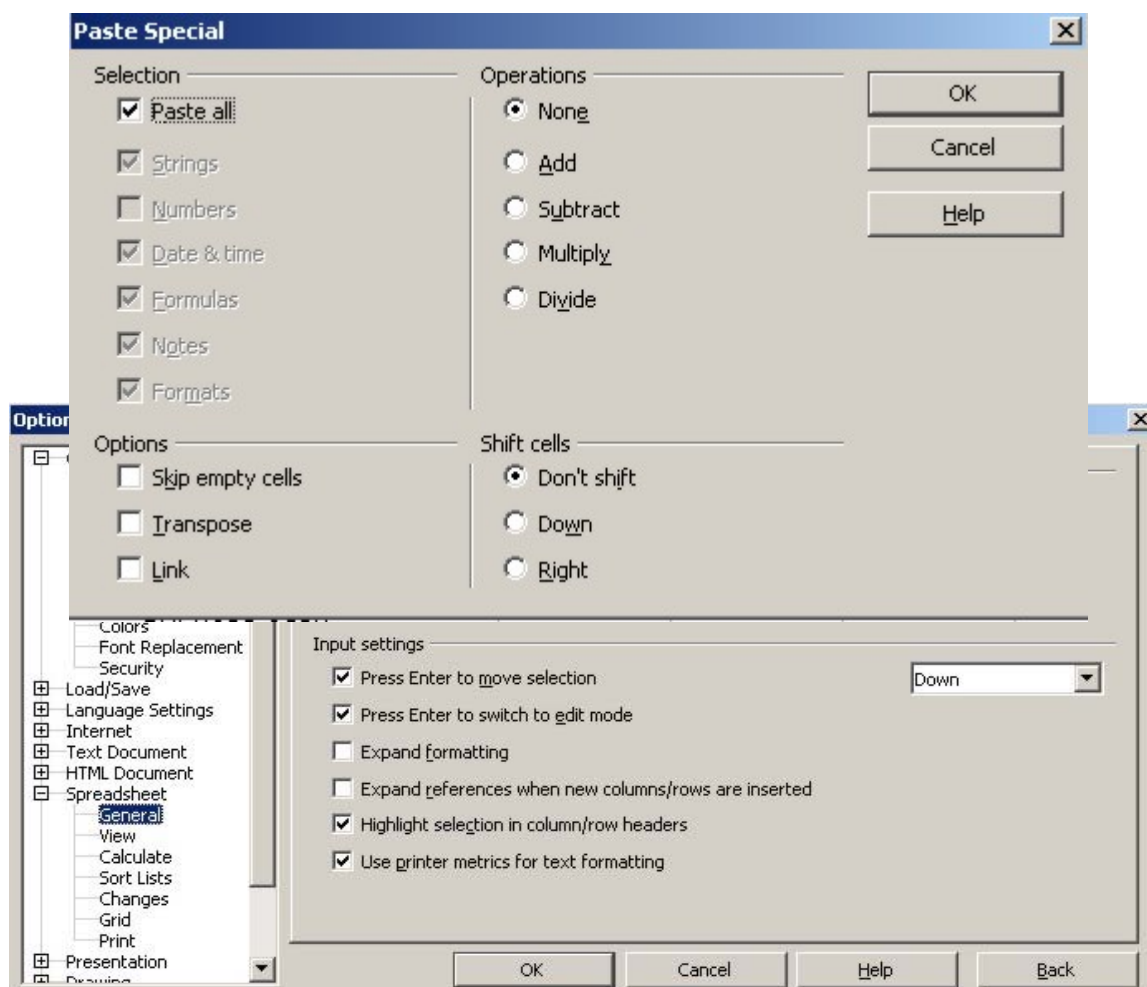 Paste Special
Selection
Paste all
Strings
Numbers
Date & time
Formulas
Notes
Formats
Operations
None
Add
Subtract
Multiply
Divide
OK
Cancel
Help
Options
Skip empty cells
Transpose
Link
Shift cells
Don't shift
Down
Right
Colors
Font Replacement
Security
Load/Save
Language Settings
Internet
Text Document
HTML Document
Spreadsheet
General
View
Calculate
Sort Lists
Changes
Grid
Print
Presentation
Input settings
Press Enter to move selection
Down
Press Enter to switch to edit mode
Expand formatting
Expand references when new columns/rows are inserted
Highlight selection in column/row headers
Use printer metrics for text formatting
OK
Cancel
Help
Back